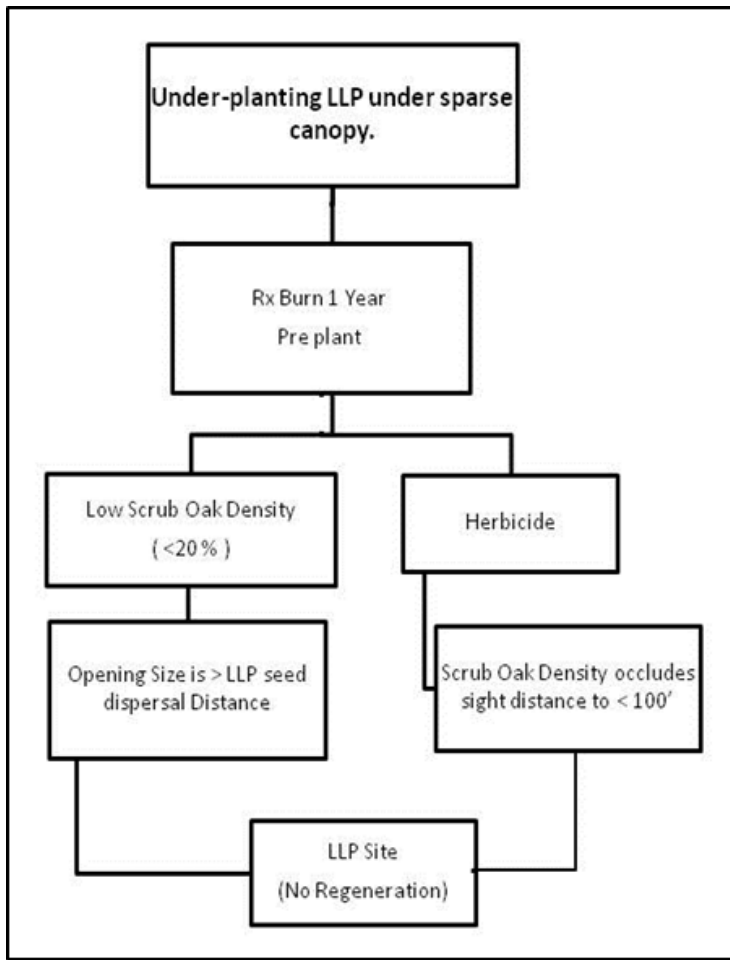 Under-planting LLP under sparse
canopy.
Rx Burn 1 Year
Pre plant
Low Scrub Oak Density
( <20 % )
Herbicide
Opening Size is > LLP seed
dispersal Distance
Scrub Oak Density occludes
sight distance to < 100’
LLP Site
(No Regeneration)